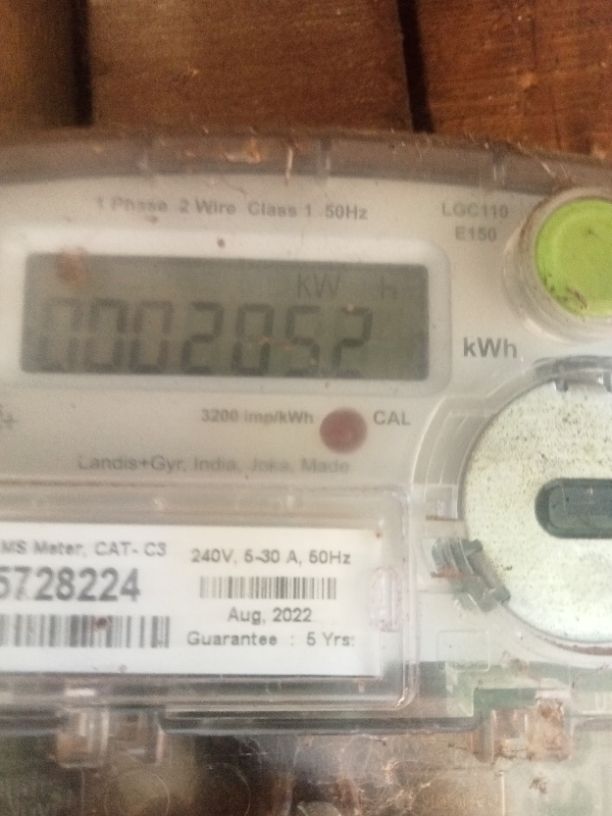 1 Phase 2 Wire Class 1 50Hz
LGC110
E150
kW h
0002852
kWh
3200 imp/kWh
CAL
Landis+Gyr, India, Joka, Made
MS Meter, CAT- C3
5728224
240V, 5-30 A, 50Hz
Aug, 2022
Guarantee : 5 Yrs.